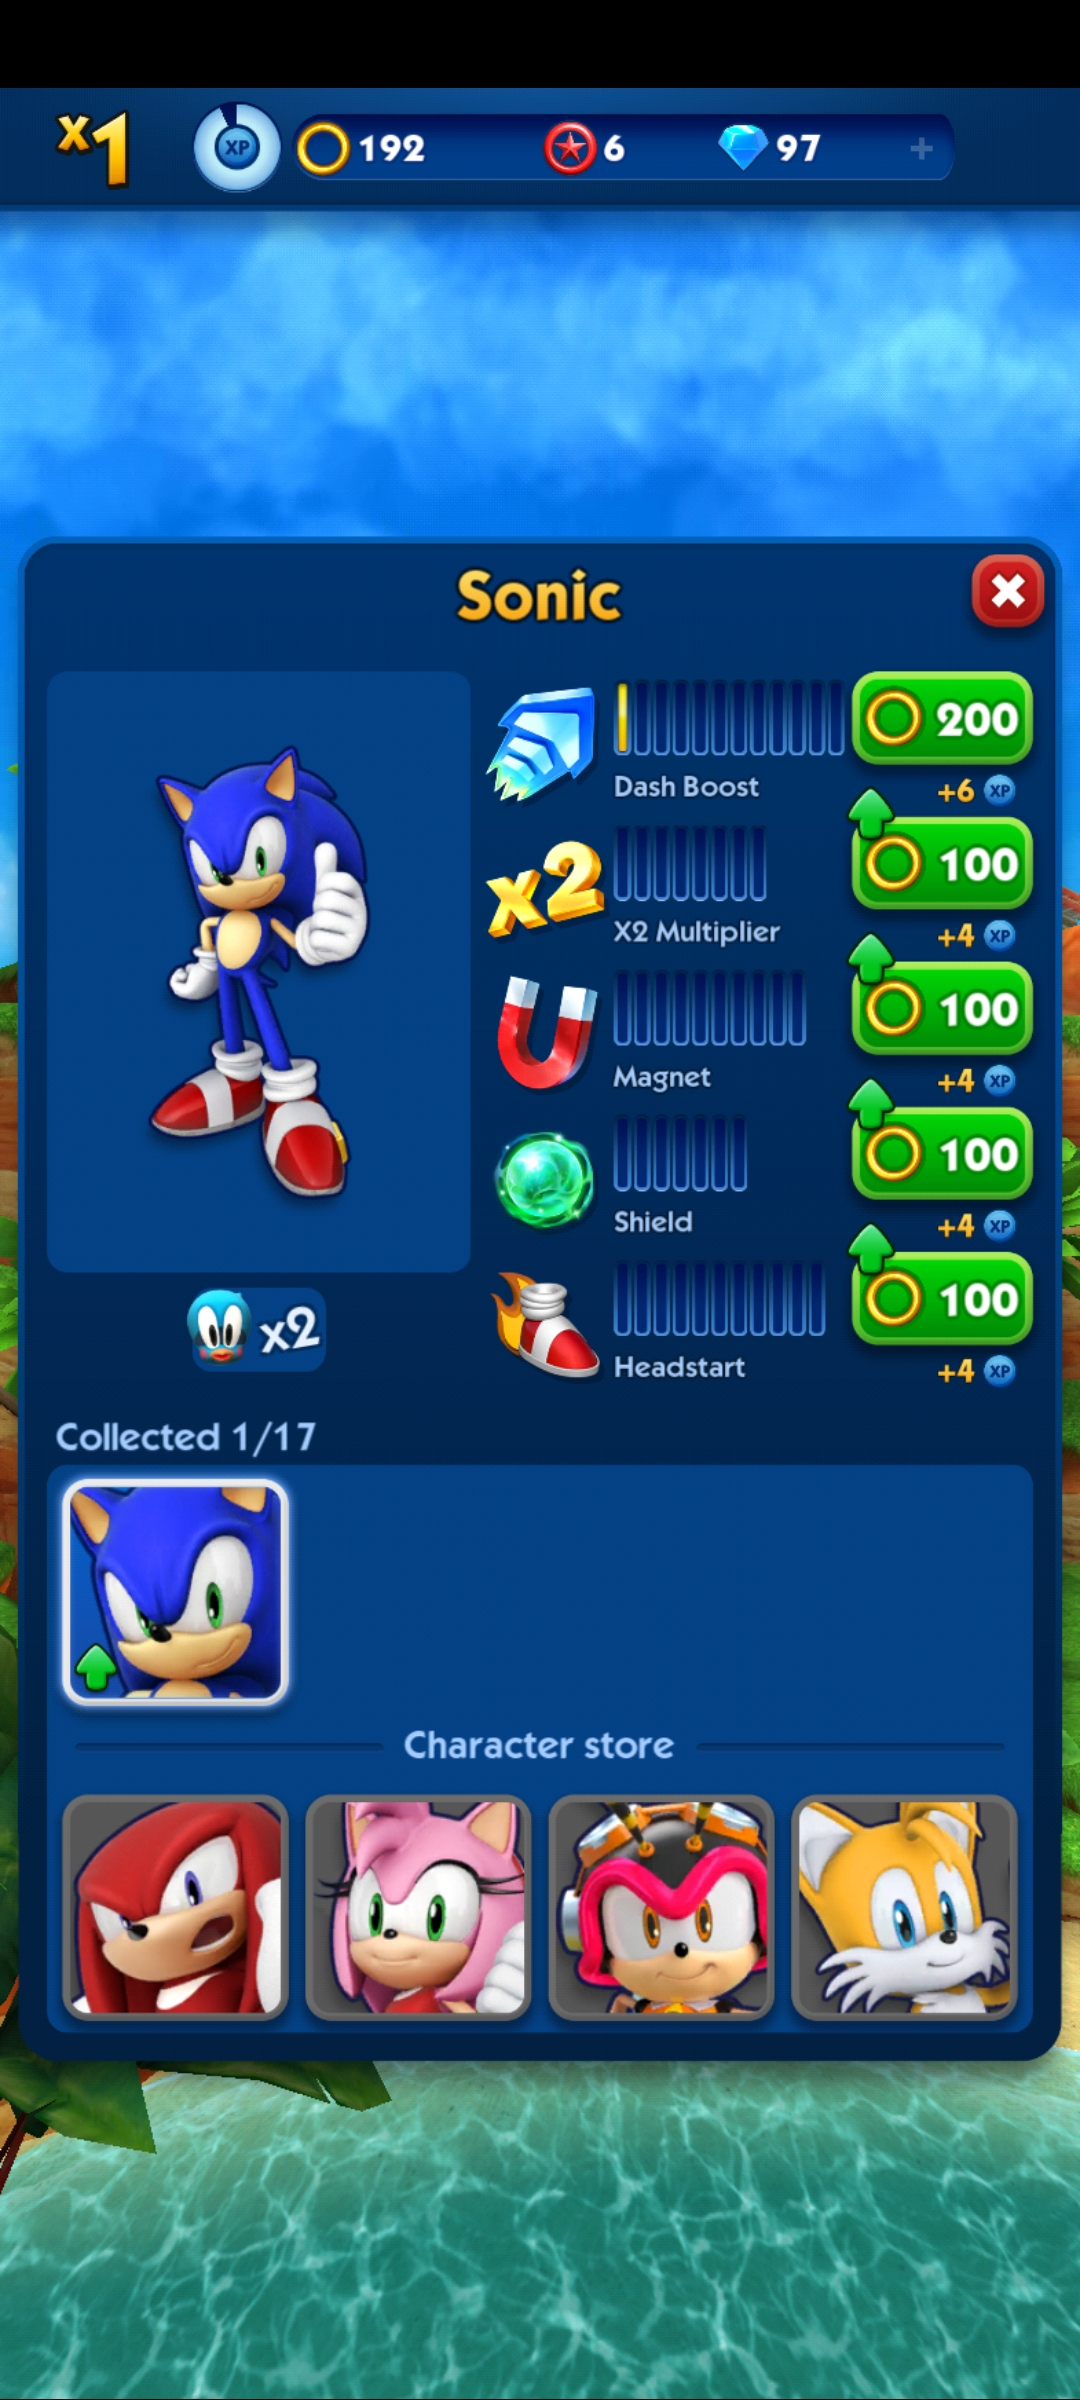 x1
XP 192 6 97 +
Sonic
200
Dash Boost
+6 XP
x2 100
X2 Multiplier
+4 XP
100
Magnet
+4 XP
100
Shield
+4 XP
100
Headstart
+4 XP
x2
Collected 1/17
Character store